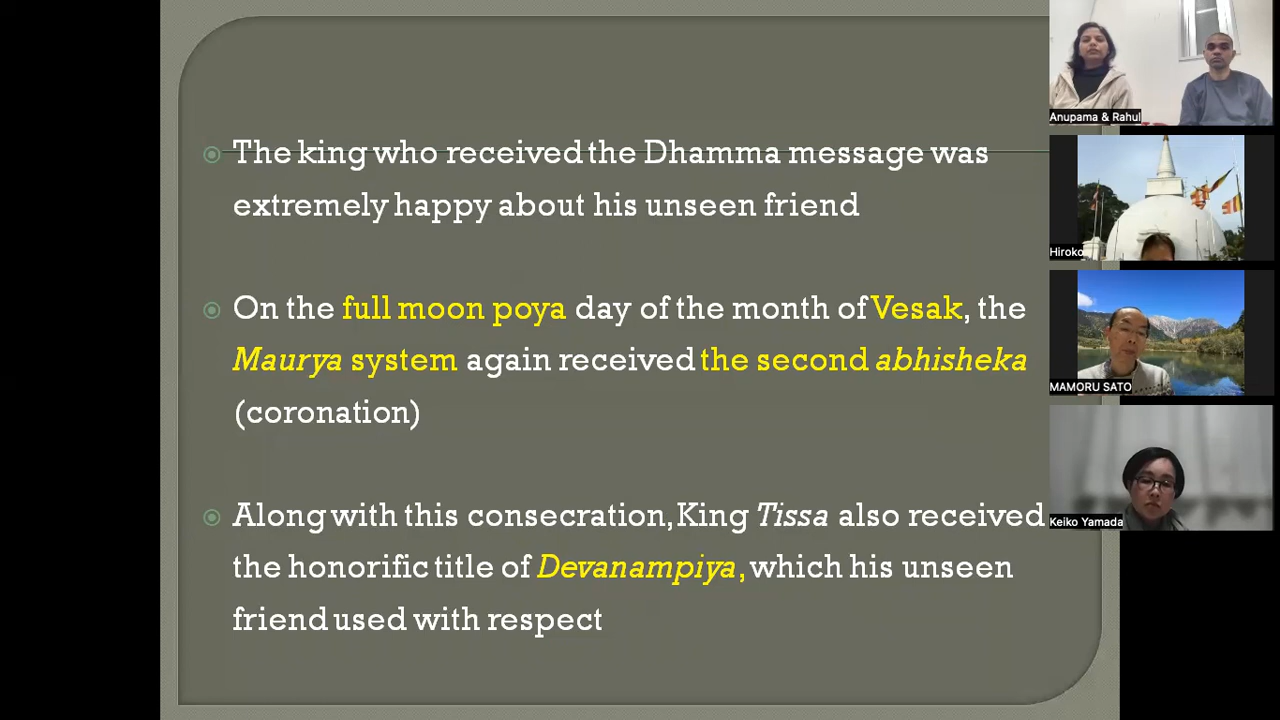 The king who received the Dhamma message was
extremely happy about his unseen friend
On the full moon poya day of the month of Vesak, the
Maurya system again received the second abhisheka
(coronation)
Along with this consecration, King Tissa also received
the honorific title of Devanampiya, which his unseen
friend used with respect
Anupama & Rahul
Hiroko
MAMORU SATO
Keiko Yamada